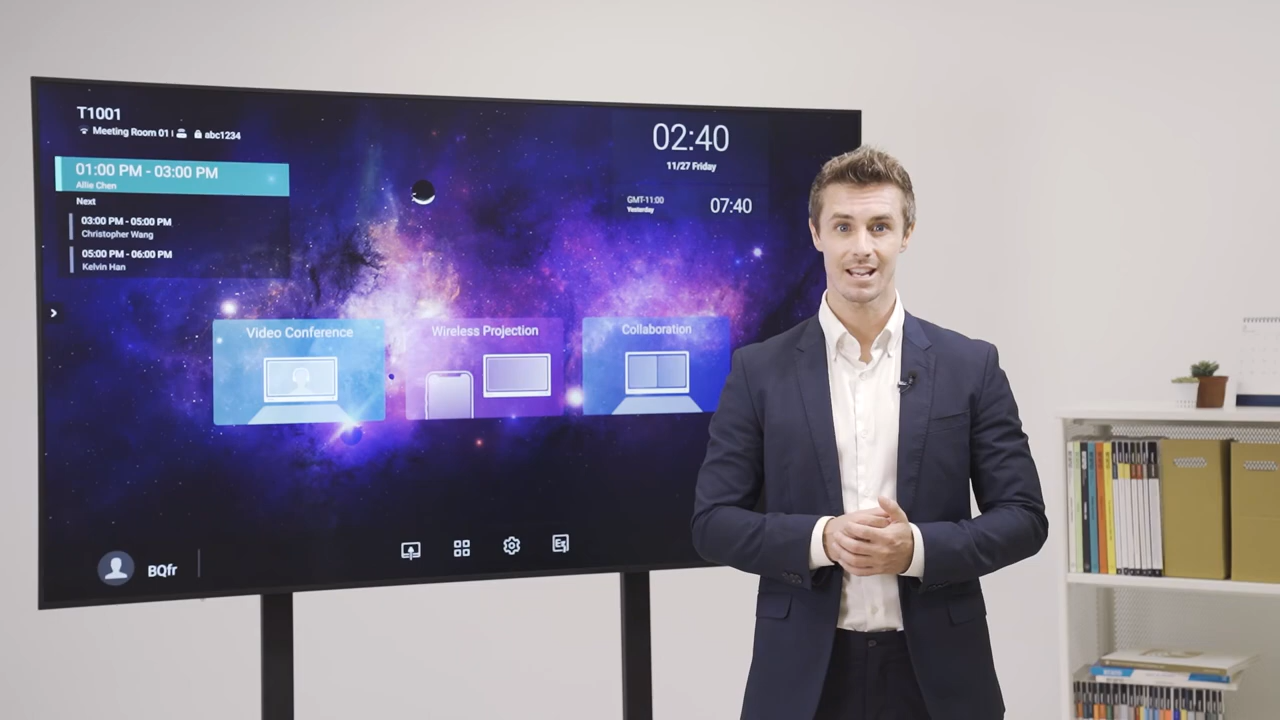 T1001
Meeting Room 01 | abc1234
01:00 PM - 03:00 PM
Allie Chen
Next
03:00 PM - 05:00 PM
Christopher Wang
05:00 PM - 06:00 PM
Kelvin Han
02:40
11/27 Friday
GMT-11:00
Yesterday
07:40
Video Conference
Wireless Projection
Collaboration
BQfr